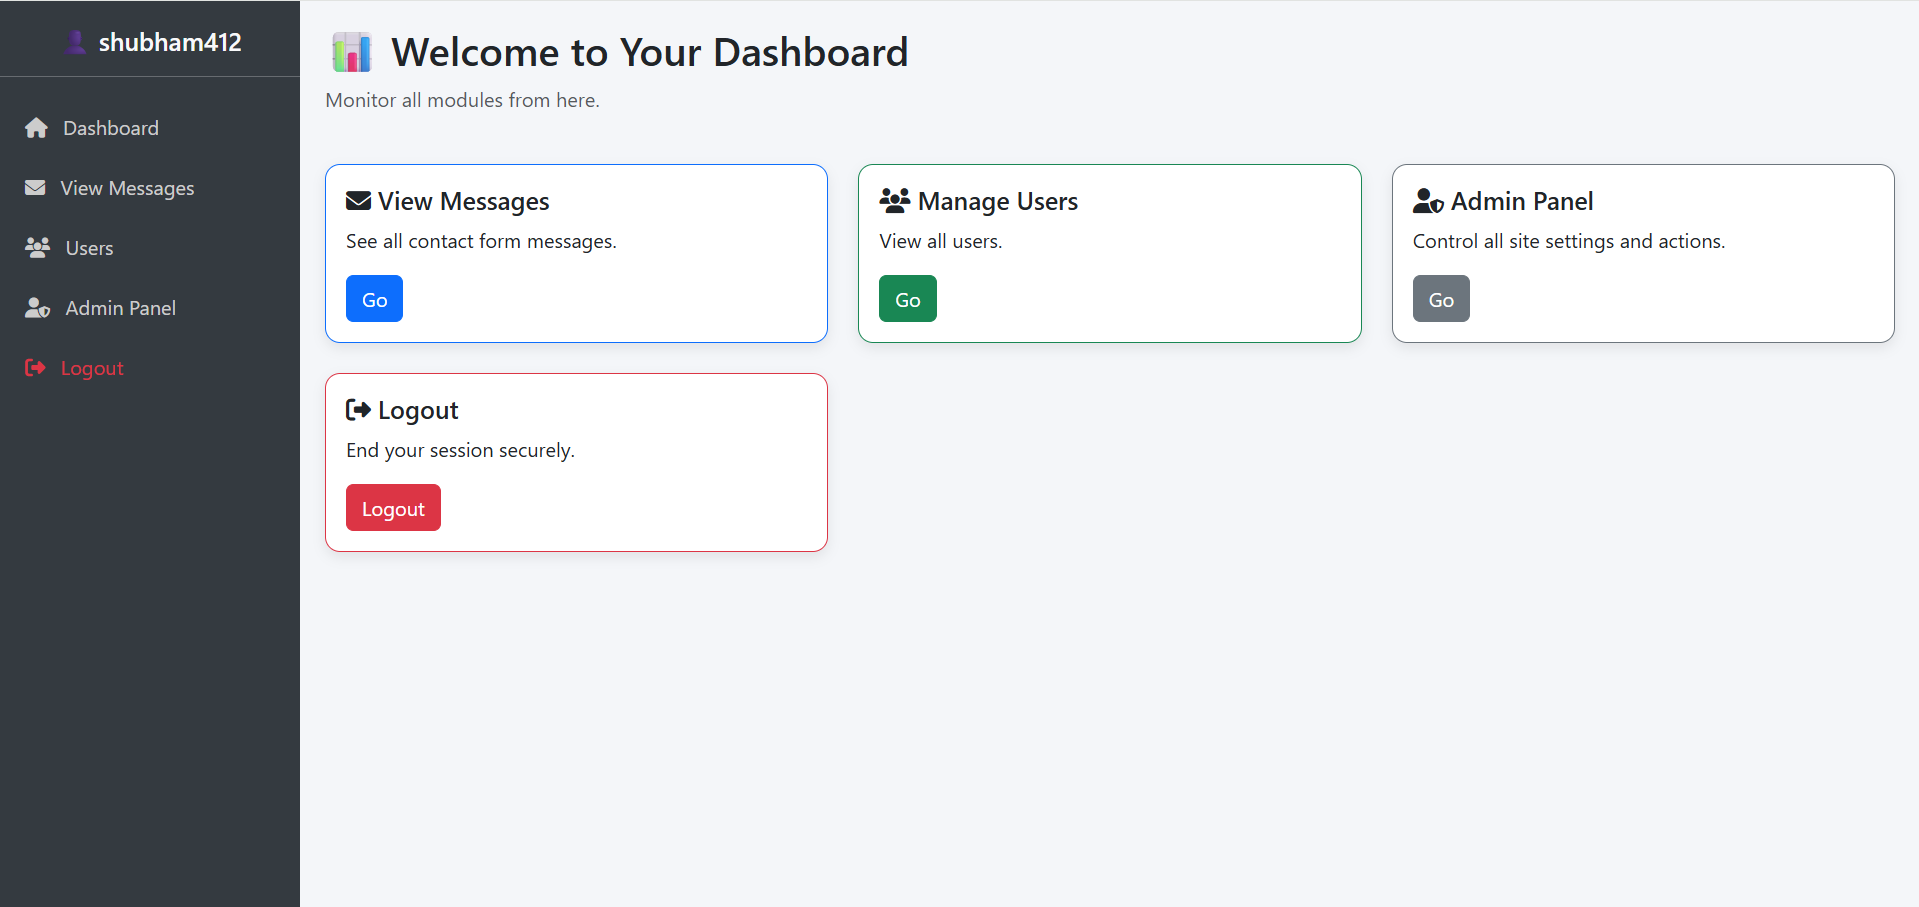 shubham412
Dashboard
View Messages
Users
Admin Panel
Logout
Welcome to Your Dashboard
Monitor all modules from here.
View Messages
See all contact form messages.
Go
Manage Users
View all users.
Go
Admin Panel
Control all site settings and actions.
Go
Logout
End your session securely.
Logout